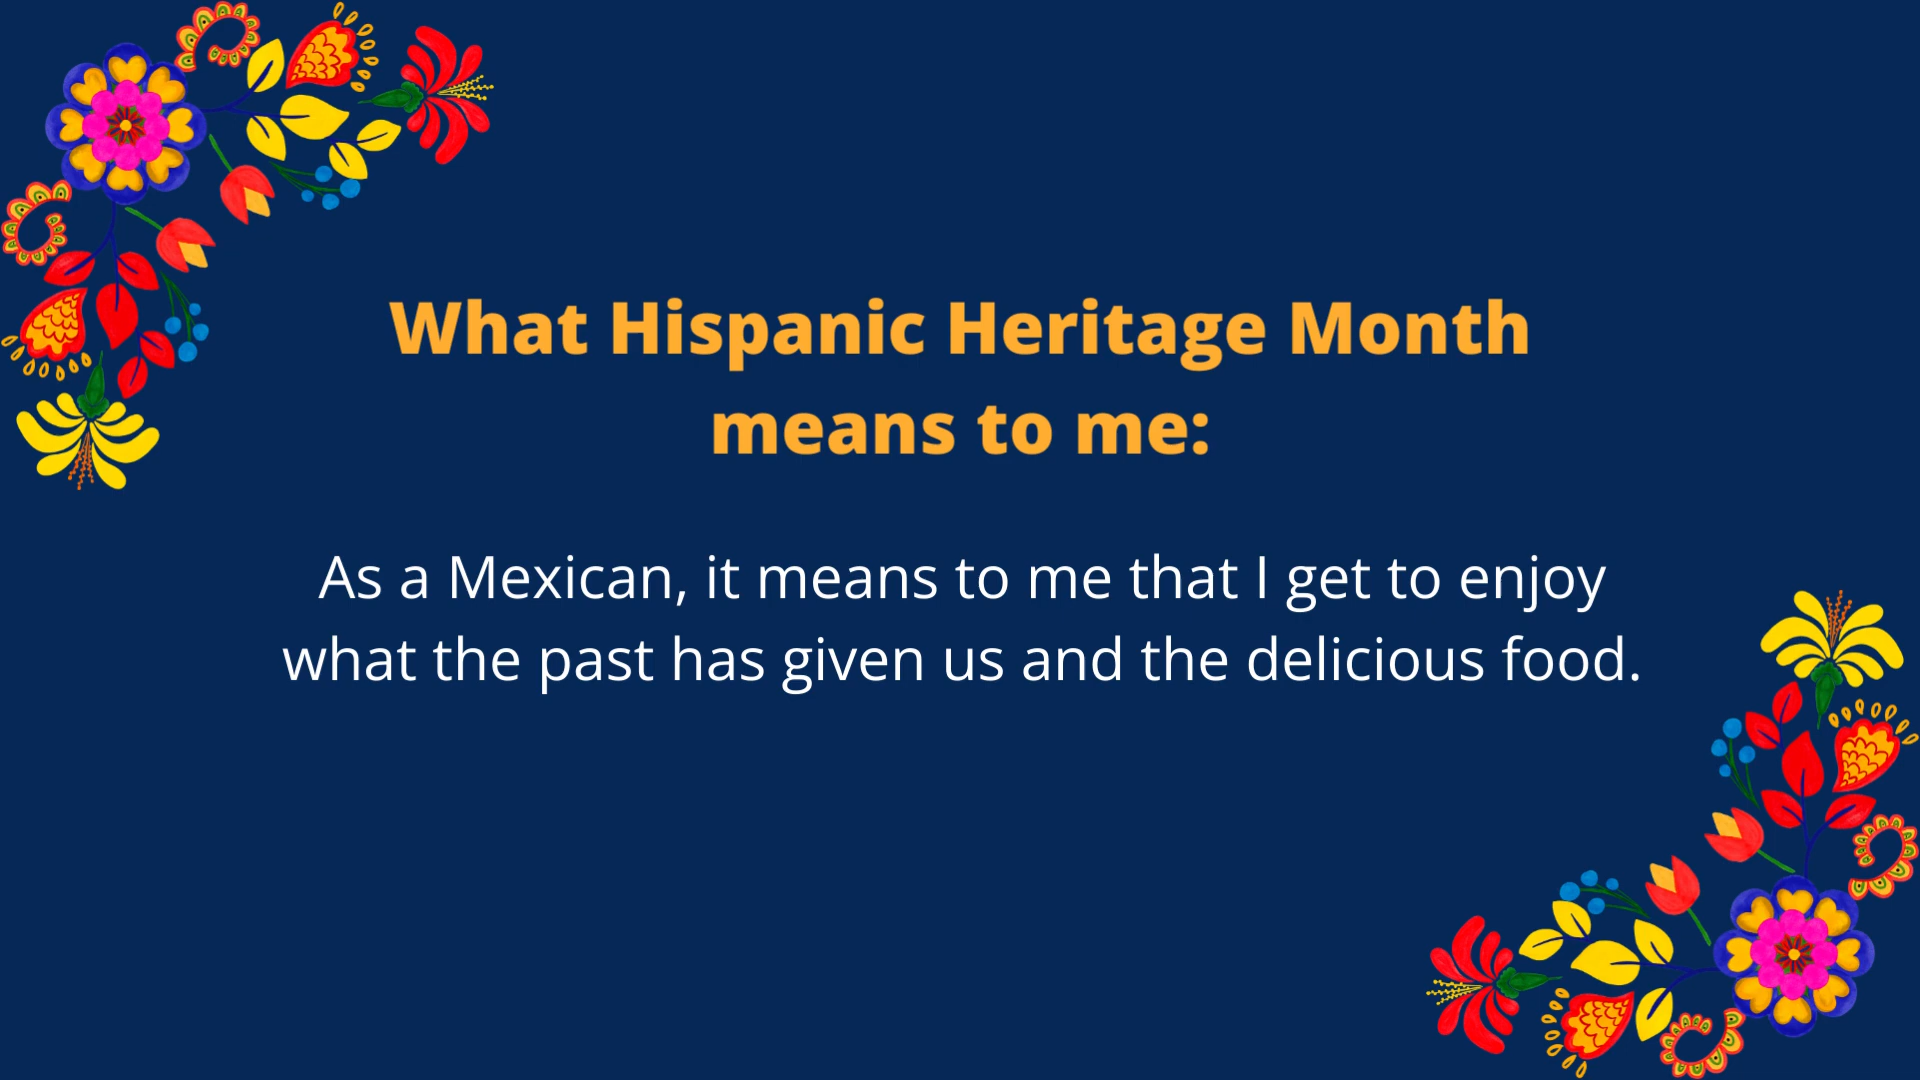 What Hispanic Heritage Month
means to me:
As a Mexican, it means to me that I get to enjoy
what the past has given us and the delicious food.